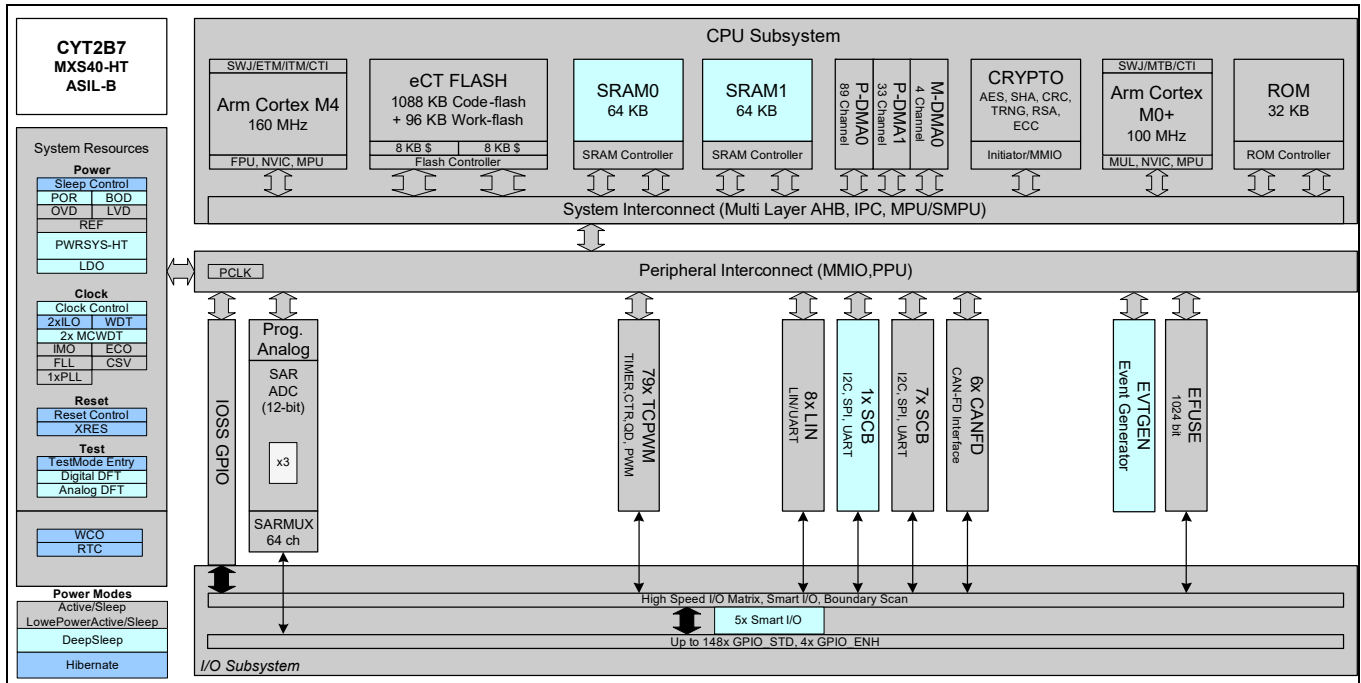 CYT2B7
MXS40-HT
ASIL-B
System Resources
Power
Sleep Control
POR BOD
OVD LVD
REF
PWRSYS-HT
LDO
Clock
Clock Control
2xILO WDT
2x MCWDT
IMO ECO
FLL CSV
1xPLL
Reset
Reset Control
XRES
Test
TestMode Entry
Digital DFT
Analog DFT
WCO
RTC
Power Modes
Active/Sleep
LowePowerActive/Sleep
DeepSleep
Hibernate
CPU Subsystem
SWJ/ETM/ITM/CTI
Arm Cortex M4
160 MHz
FPU, NVIC, MPU
eCT FLASH
1088 KB Code-flash
+ 96 KB Work-flash
8 KB $ 8 KB $
Flash Controller
SRAM0
64 KB
SRAM Controller
SRAM1
64 KB
SRAM Controller
P-DMA0
89 Channel
P-DMA1
33 Channel
M-DMA0
4 Channel
CRYPTO
AES, SHA, CRC,
TRNG, RSA,
ECC
Initiator/MMIO
SWJ/MTB/CTI
Arm Cortex
M0+
100 MHz
MUL, NVIC, MPU
ROM
32 KB
ROM Controller
System Interconnect (Multi Layer AHB, IPC, MPU/SMPU)
PCLK
Peripheral Interconnect (MMIO,PPU)
IOSS GPIO
Prog.
Analog
SAR
ADC
(12-bit)
x3
SARMUX
64 ch
79x TCPWM
TIMER,CTR,QD, PWM
8x LIN
LIN/UART
1x SCB
I2C, SPI, UART
7x SCB
I2C, SPI, UART
6x CANFD
CAN-FD Interface
EVTGEN
Event Generator
EFUSE
1024 bit
High Speed I/O Matrix, Smart I/O, Boundary Scan
5x Smart I/O
Up to 148x GPIO_STD, 4x GPIO_ENH
I/O Subsystem